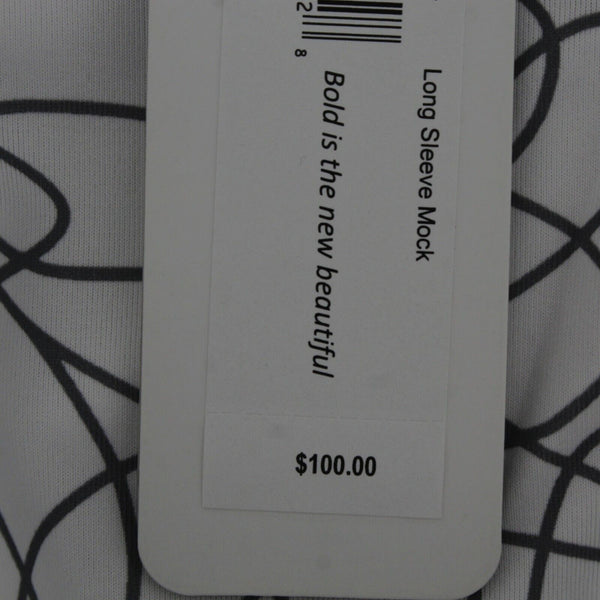 Long Sleeve Mock
2 8
Bold is the new beautiful
$100.00